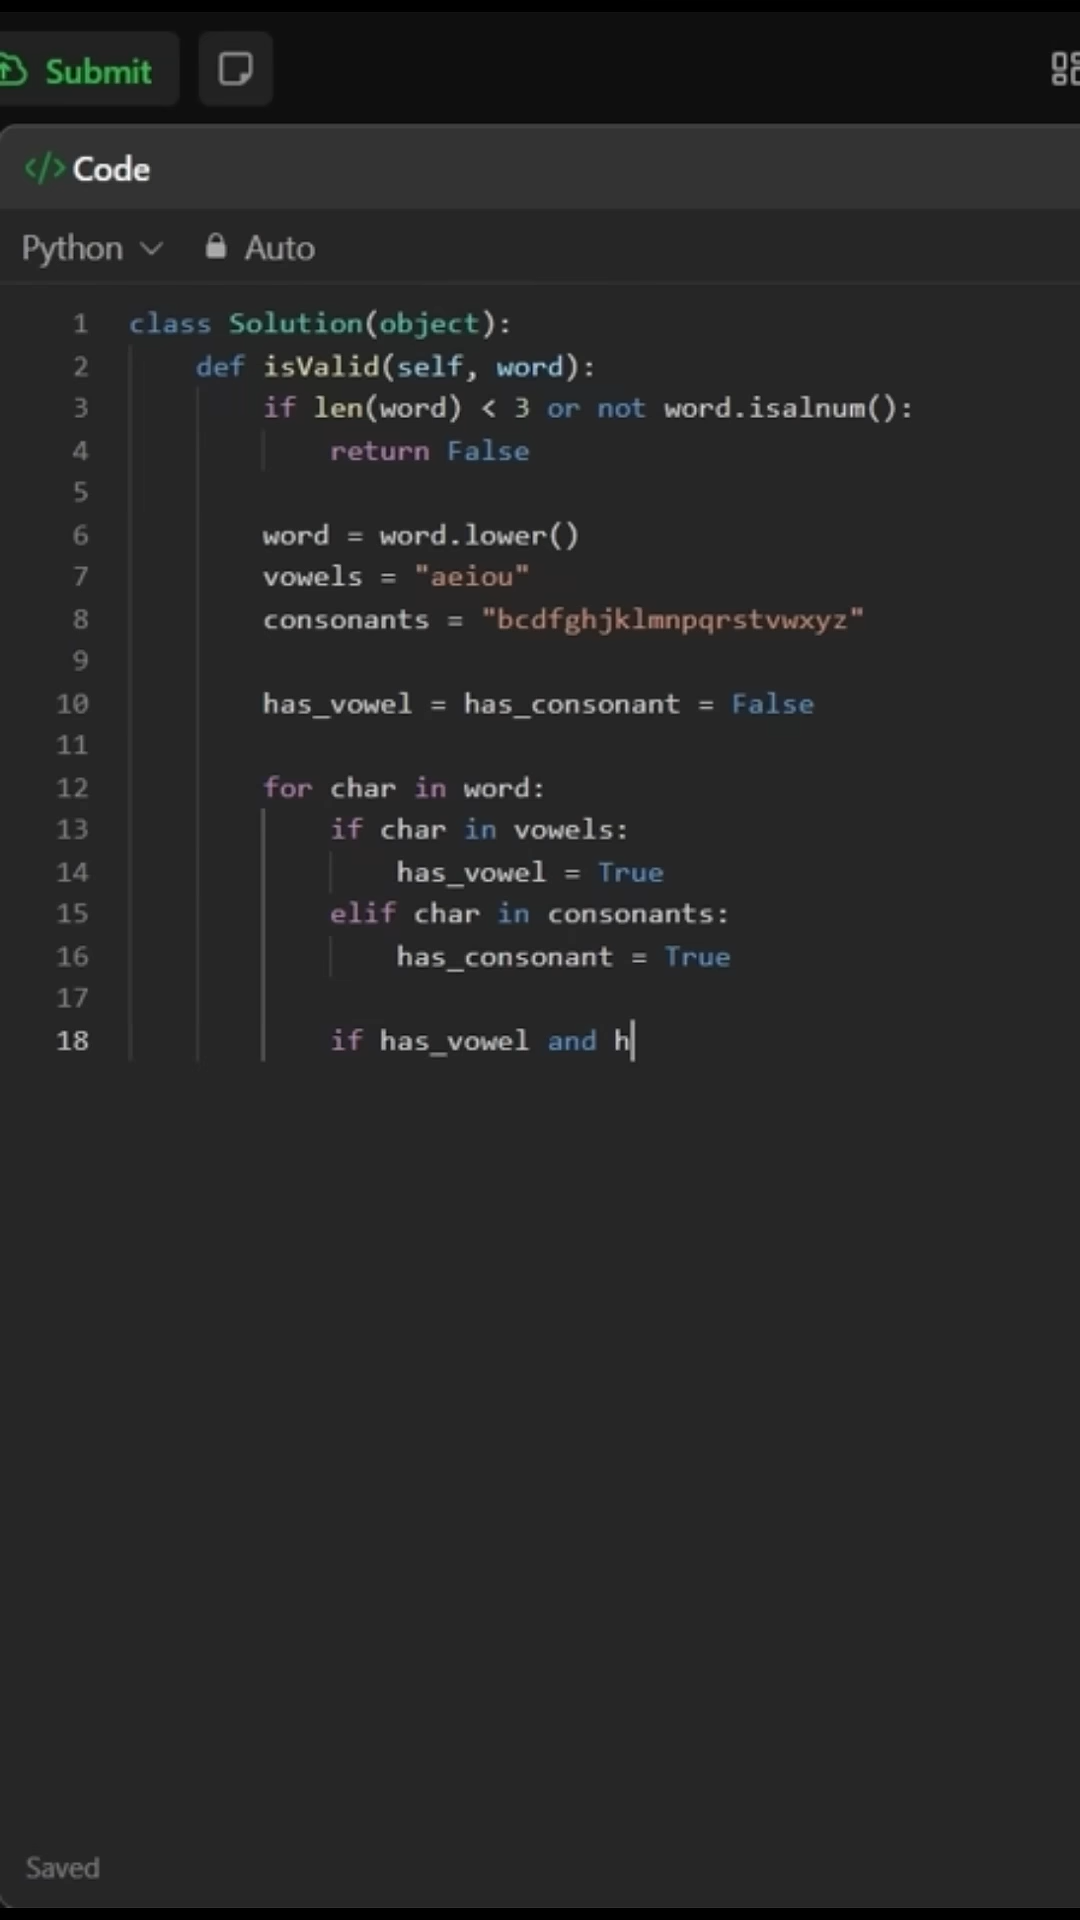 Submit
</> Code
Python Auto
1 class Solution(object):
2     def isValid(self, word):
3         if len(word) < 3 or not word.isalnum():
4             return False
5
6         word = word.lower()
7         vowels = "aeiou"
8         consonants = "bcdfghjklmnpqrstvwxyz"
9
10         has_vowel = has_consonant = False
11
12         for char in word:
13             if char in vowels:
14                 has_vowel = True
15             elif char in consonants:
16                 has_consonant = True
17
18             if has_vowel and h
Saved